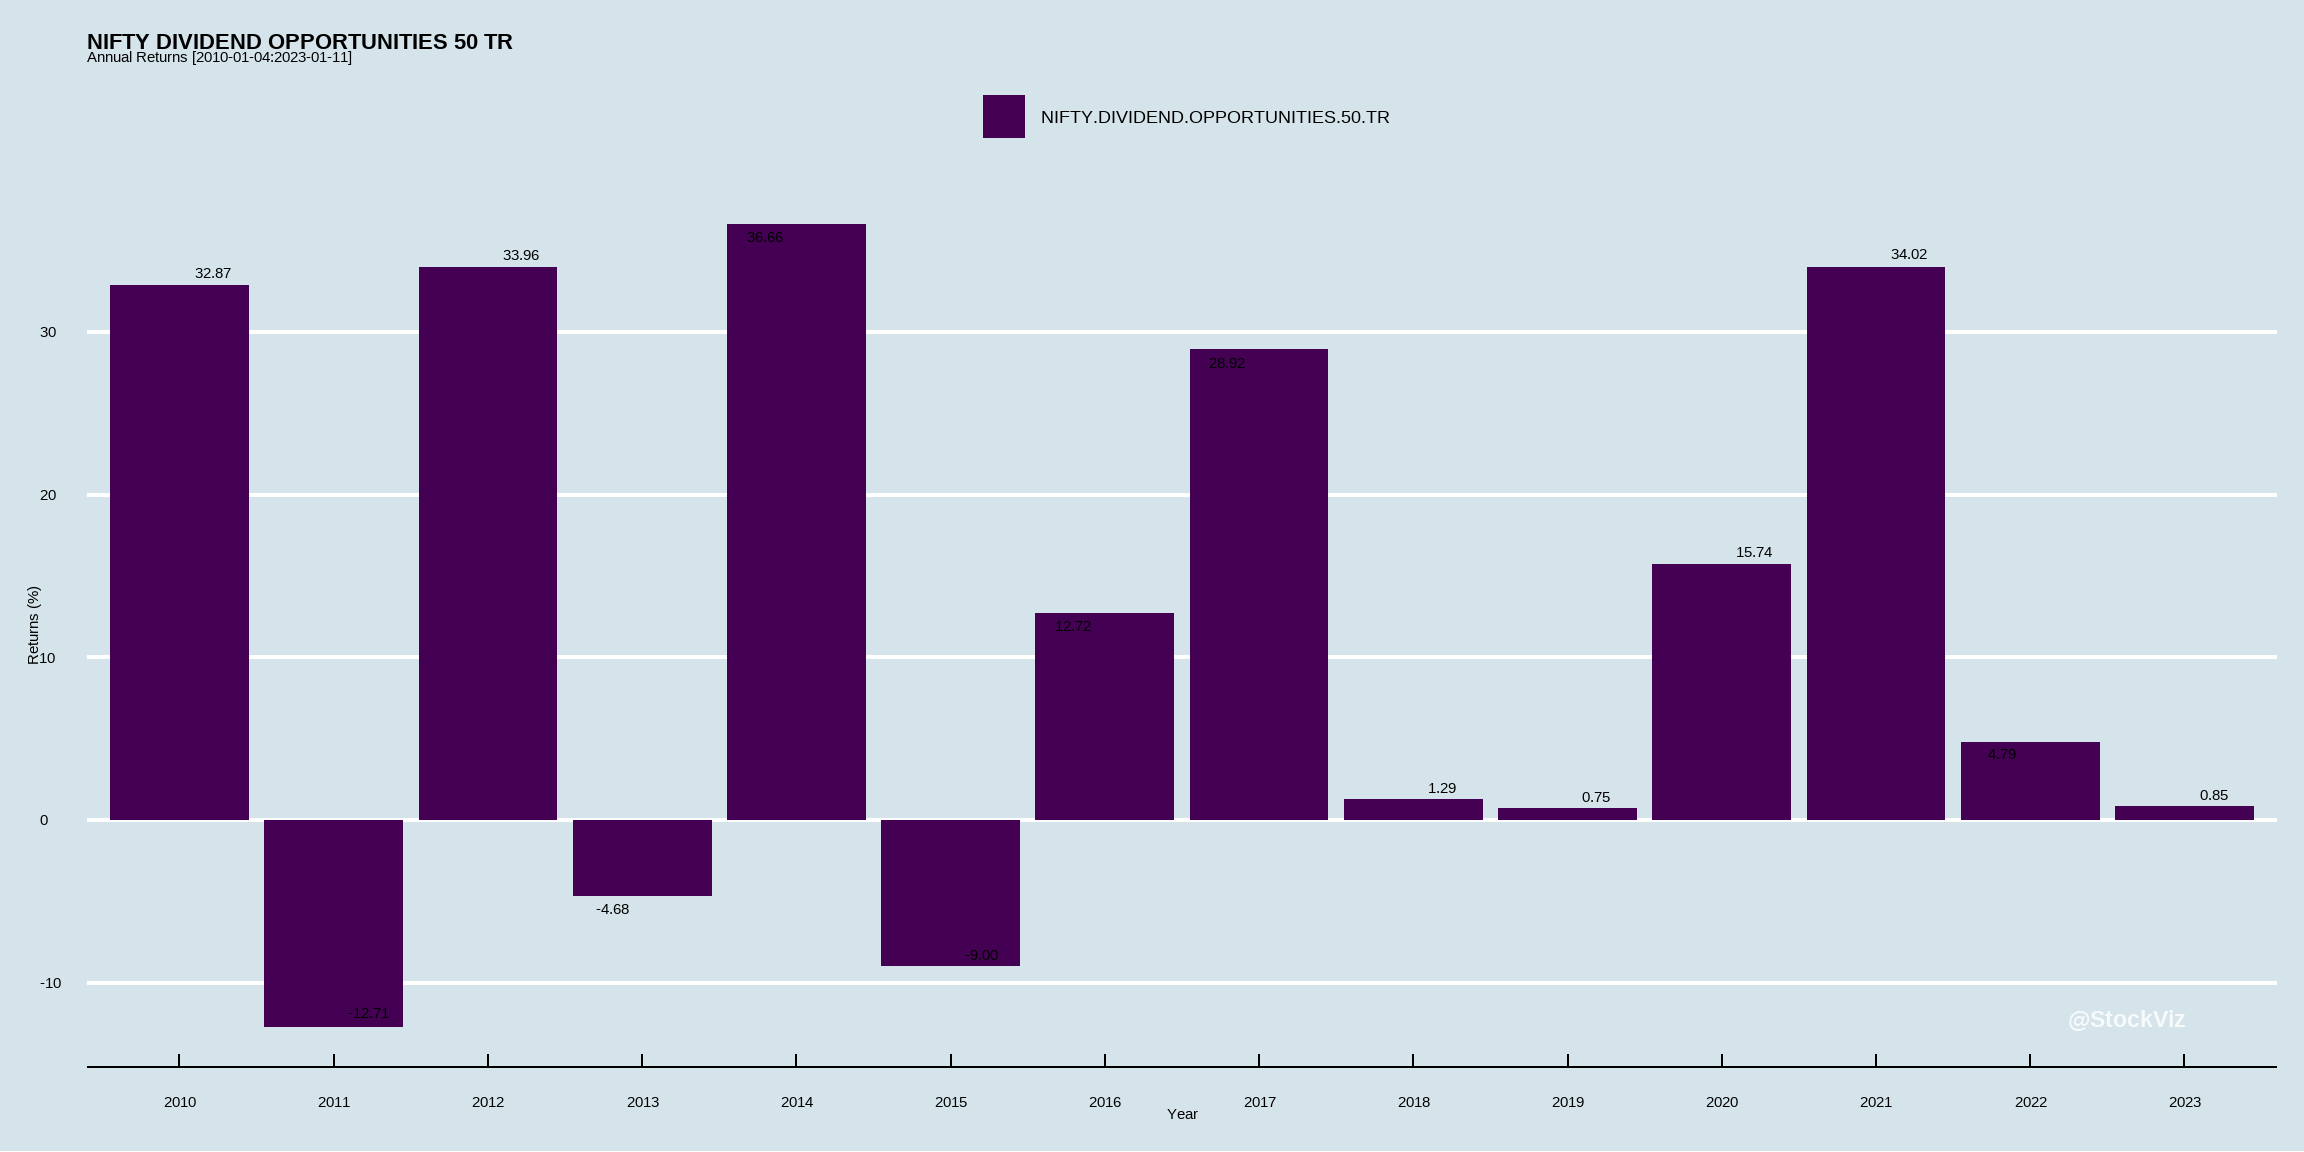 NIFTY DIVIDEND OPPORTUNITIES 50 TR
Annual Returns [2010-01-04:2023-01-11]
NIFTY.DIVIDEND.OPPORTUNITIES.50.TR
36.66
33.96
34.02
32.87
30
28.92
20
15.74
12.72
Returns (%)
10
4.79
1.29
0.75
0.85
0
-4.68
-9.00
-10
-12.71
@StockViz
2010 2011 2012 2013 2014 2015 2016 2017 2018 2019 2020 2021 2022 2023
Year